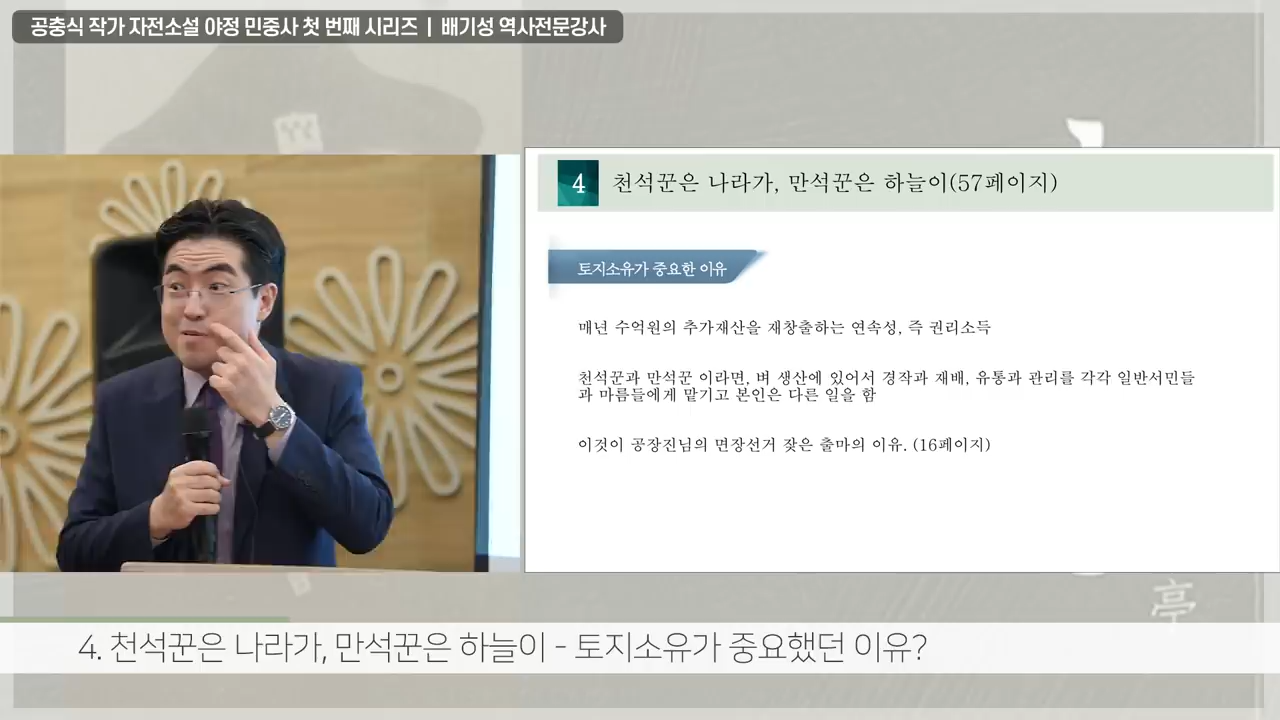 공충식 작가 자전소설 야정 민중사 첫 번째 시리즈 | 배기성 역사전문강사
4 천석꾼은 나라가, 만석꾼은 하늘이(57페이지)
토지소유가 중요한 이유
매년 수억원의 추가재산을 재창출하는 연속성, 즉 권리소득
천석꾼과 만석꾼 이라면, 벼 생산에 있어서 경작과 재배, 유통과 관리를 각각 일반서민들
과 마름들에게 맡기고 본인은 다른 일을 함
이것이 공장진님의 면장선거 잦은 출마의 이유. (16페이지)
亭
4. 천석꾼은 나라가, 만석꾼은 하늘이 - 토지소유가 중요했던 이유?